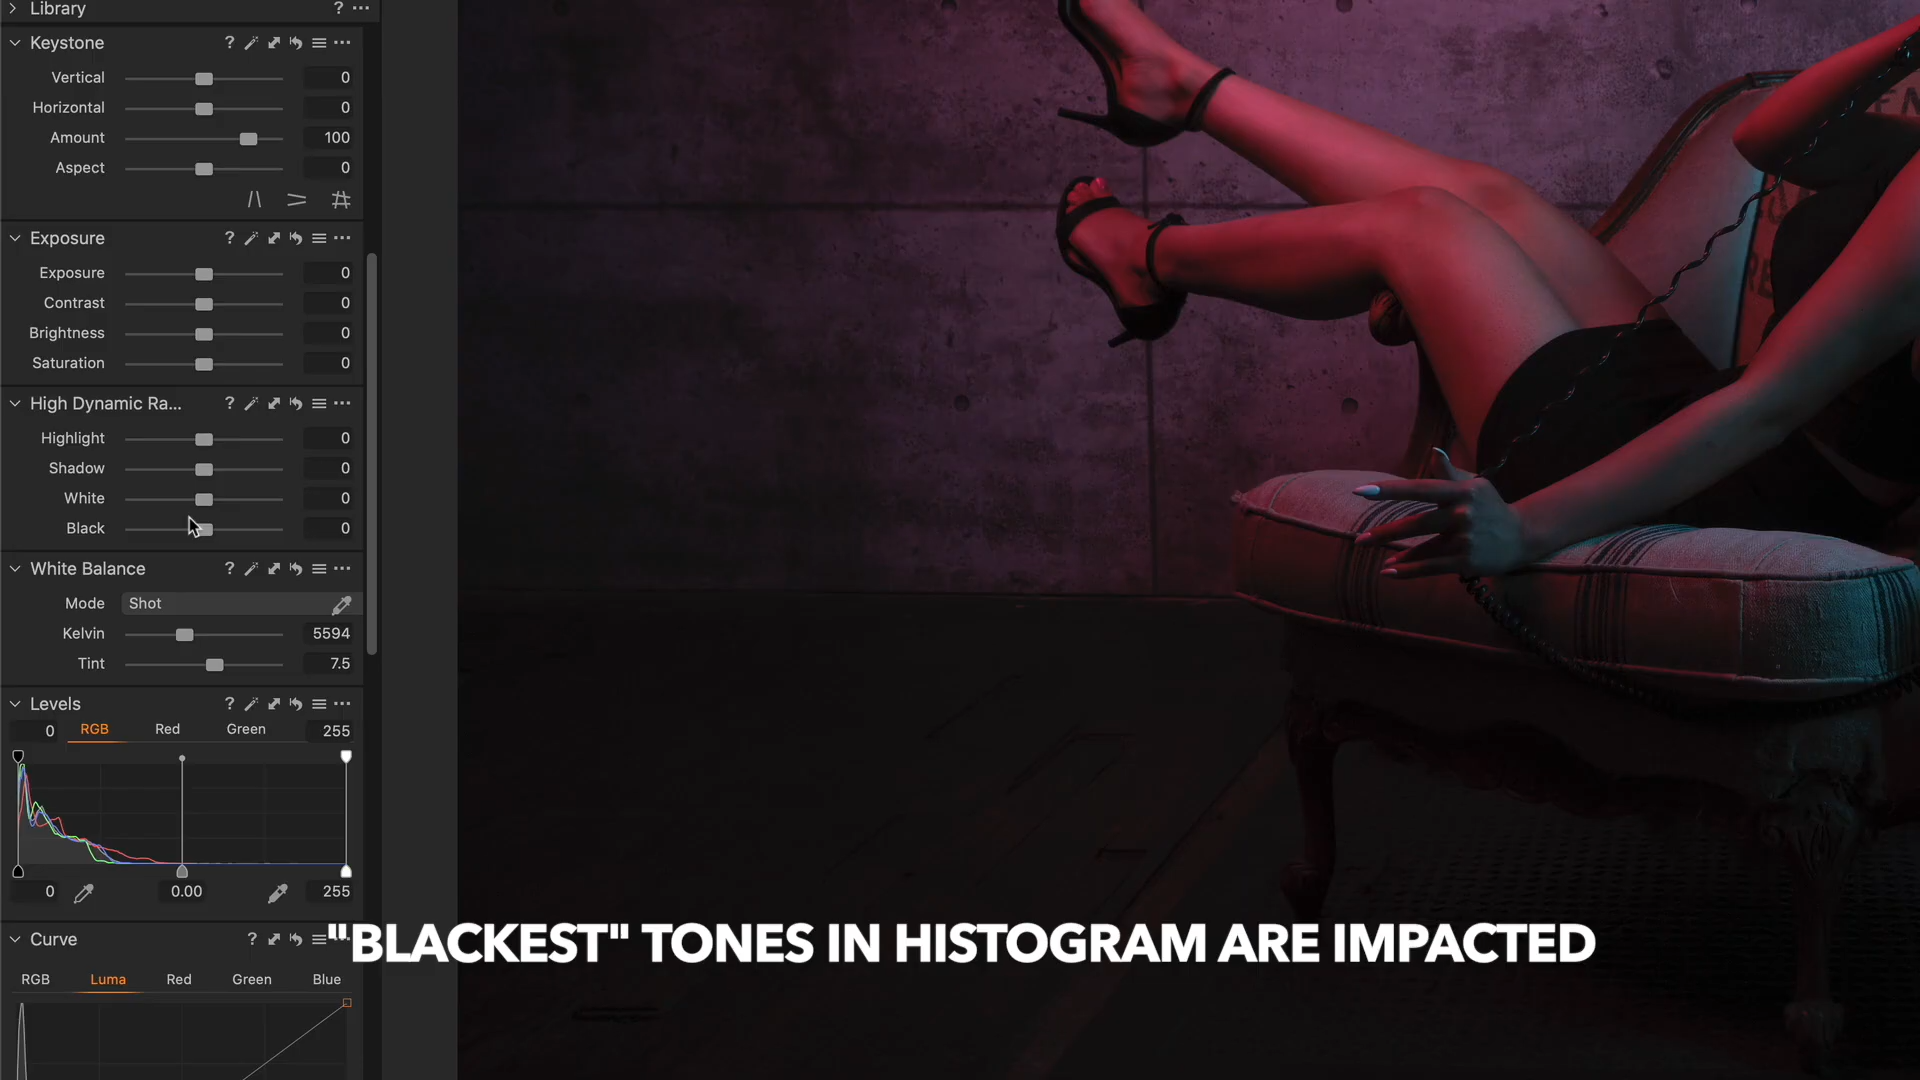 Library ? ...
Keystone ? ...
Vertical 0
Horizontal 0
Amount 100
Aspect 0
Exposure ? ...
Exposure 0
Contrast 0
Brightness 0
Saturation 0
High Dynamic Ra... ? ...
Highlight 0
Shadow 0
White 0
Black 0
White Balance ? ...
Mode Shot
Kelvin 5594
Tint 7.5
Levels ? ...
0 RGB Red Green 255
0 0.00 255
Curve ?
"BLACKEST" TONES IN HISTOGRAM ARE IMPACTED
RGB Luma Red Green Blue